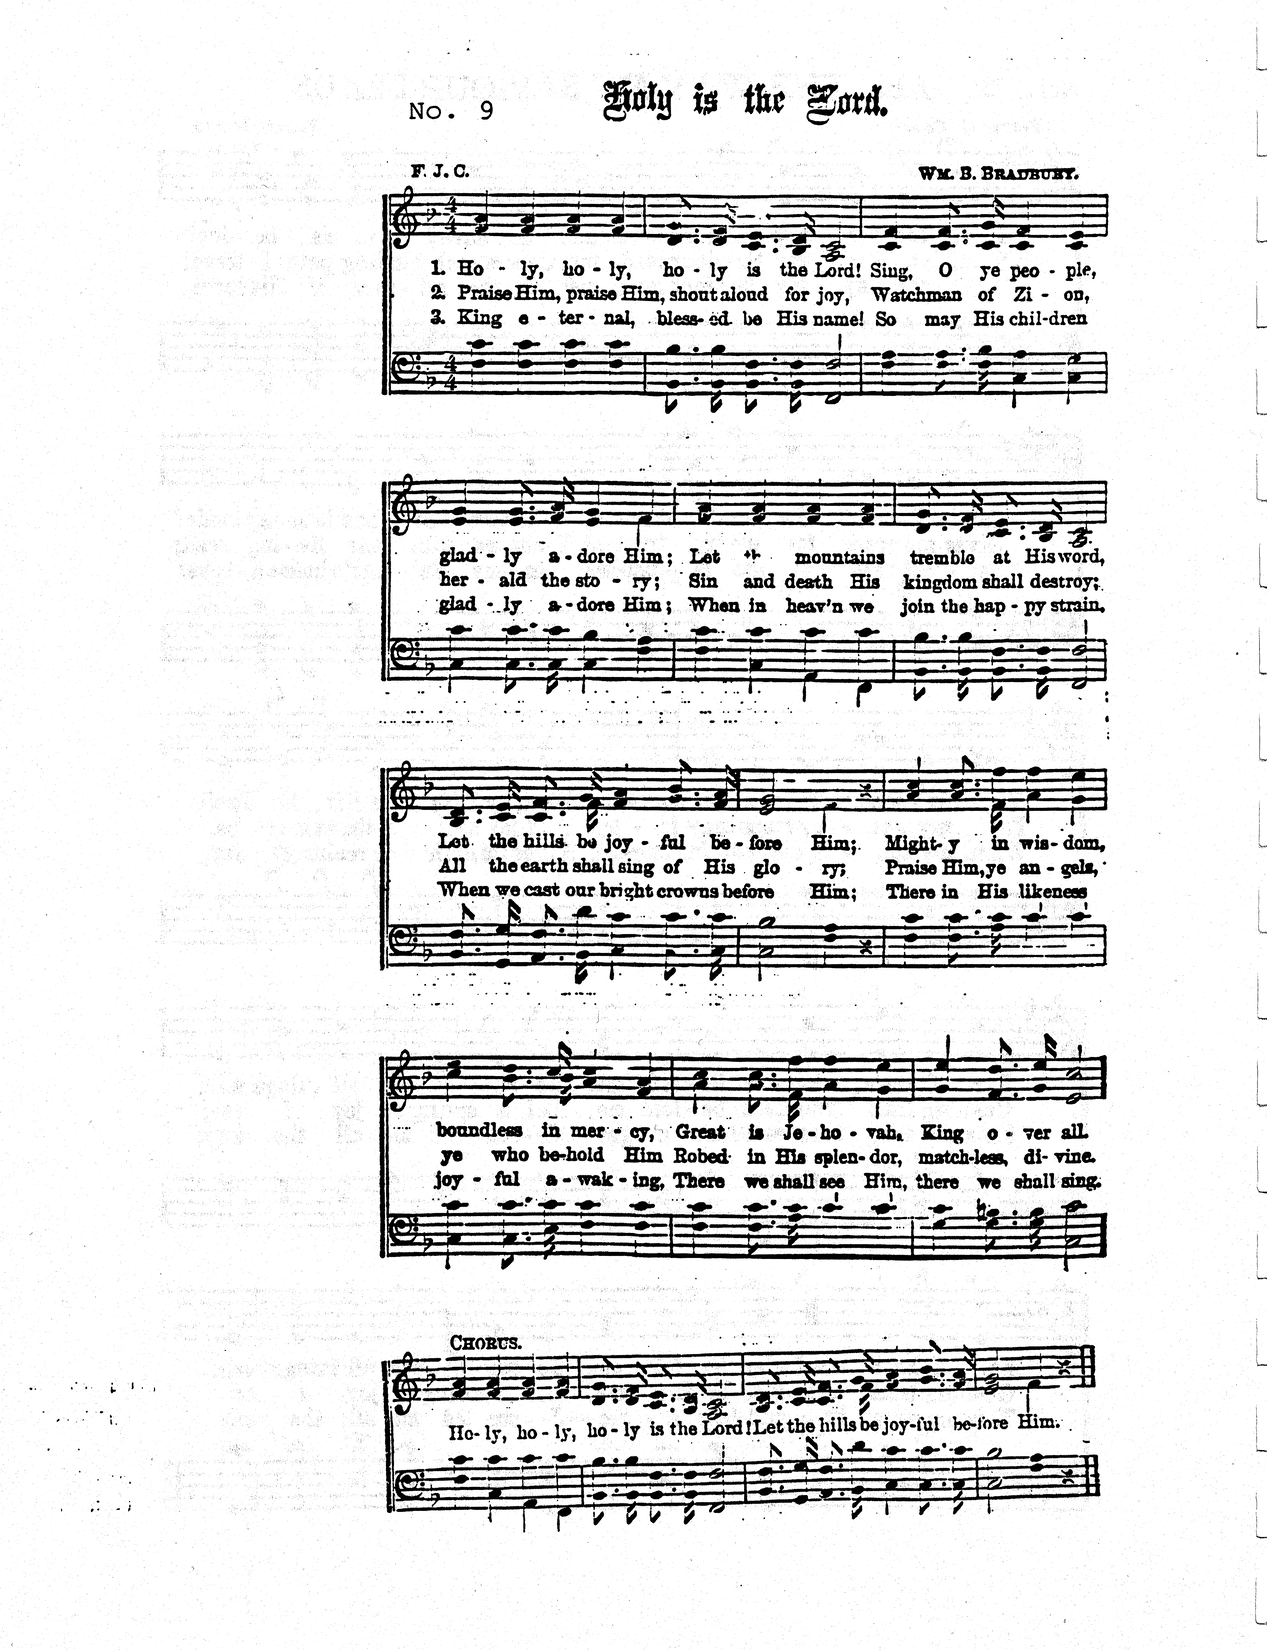 No. 9 Holy is the Lord.
F. J. C. WM. B. BRADBURY.
1. Ho - ly, ho - ly, ho - ly is the Lord! Sing, O ye peo - ple,
2. Praise Him, praise Him, shout aloud for joy, Watchman of Zi - on,
3. King e - ter - nal, bless - ed be His name! So may His chil-dren
glad - ly a - dore Him; Let mountains tremble at His word,
her - ald the sto - ry; Sin and death His kingdom shall destroy;
glad - ly a - dore Him; When in heav'n we join the hap - py strain,
Let the hills be joy - ful be - fore Him; Might - y in wis - dom,
All the earth shall sing of His glo - ry; Praise Him, ye an - gels,
When we cast our bright crowns before Him; There in His likeness
boundless in mer - cy, Great is Je - ho - vah, King o - ver all.
ye who be-hold Him Robed in His splen - dor, match-less, di - vine.
joy - ful a - wak - ing, There we shall see Him, there we shall sing.
CHORUS.
Ho - ly, ho - ly, ho - ly is the Lord! Let the hills be joy-ful be-fore Him.